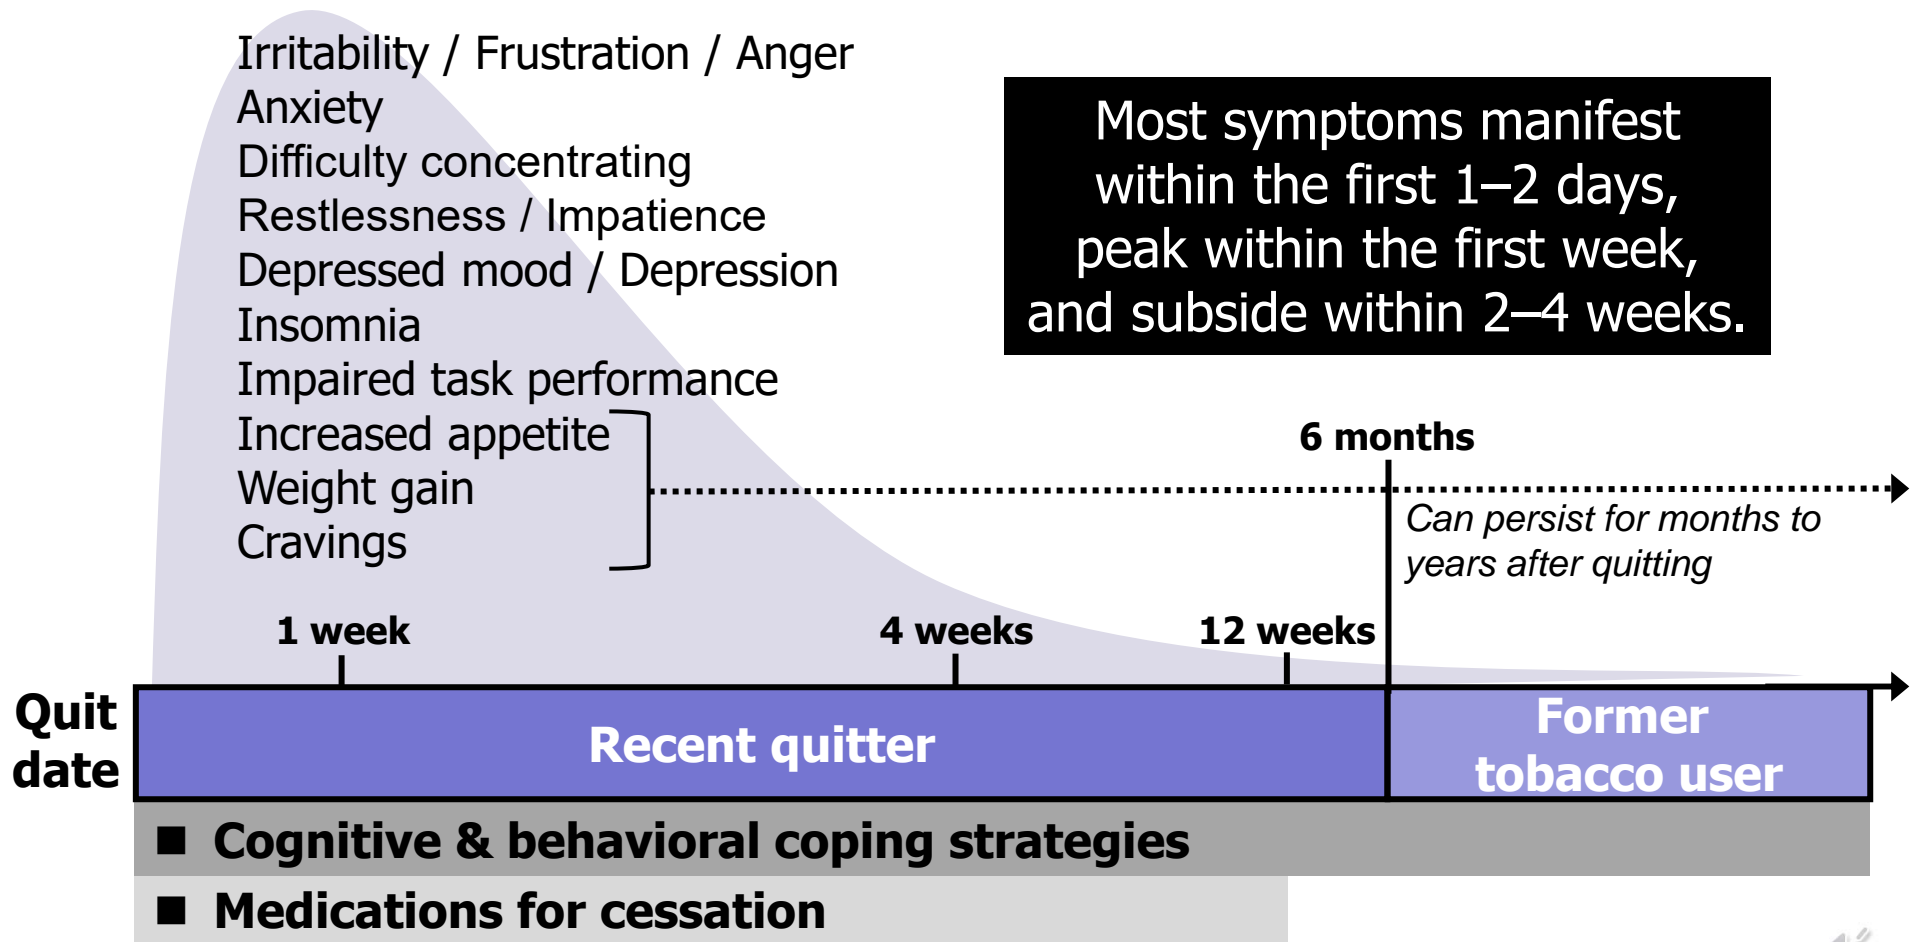 Irritability / Frustration / Anger
Anxiety
Difficulty concentrating
Restlessness / Impatience
Depressed mood / Depression
Insomnia
Impaired task performance
Increased appetite
Weight gain
Cravings
Most symptoms manifest
within the first 1–2 days,
peak within the first week,
and subside within 2–4 weeks.
6 months
Can persist for months to
years after quitting
1 week
4 weeks
12 weeks
Quit
date
Recent quitter
Former
tobacco user
■ Cognitive & behavioral coping strategies
■ Medications for cessation